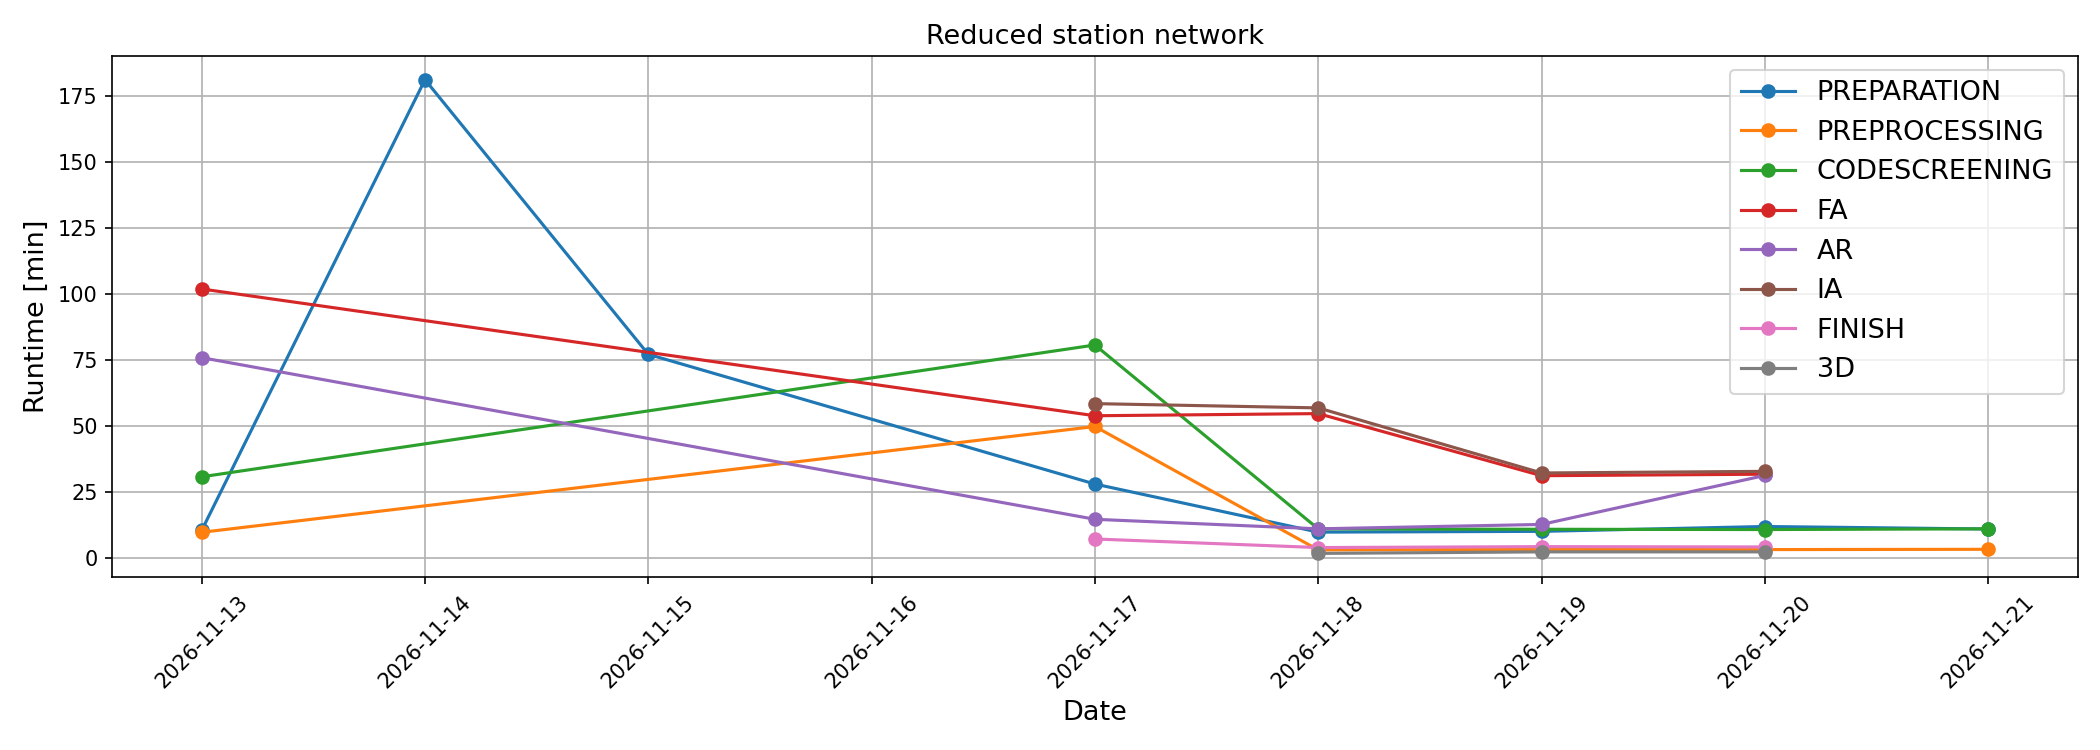 Reduced station network
Runtime [min]
175
150
125
100
75
50
25
0
PREPARATION
PREPROCESSING
CODESCREENING
FA
AR
IA
FINISH
3D
2026-11-13
2026-11-14
2026-11-15
2026-11-16
2026-11-17
2026-11-18
2026-11-19
2026-11-20
2026-11-21
Date